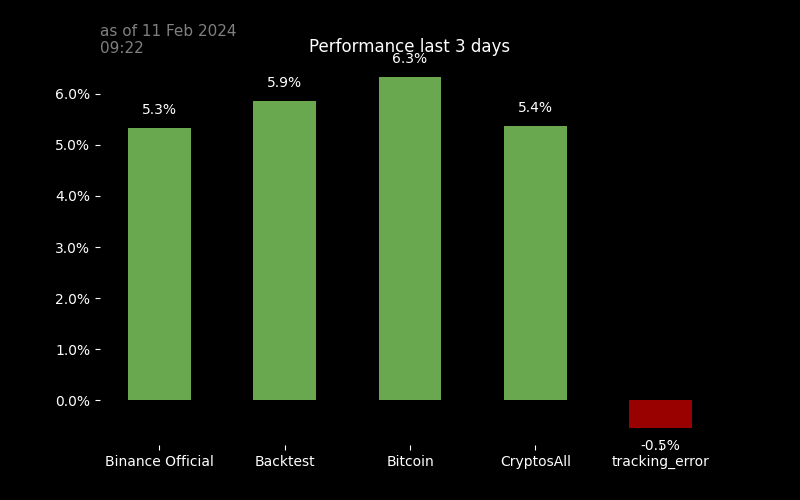 as of 11 Feb 2024
09:22
Performance last 3 days
6.3%
5.9%
5.4%
5.3%
6.0%
5.0%
4.0%
3.0%
2.0%
1.0%
0.0%
-0.5%
Binance Official
Backtest
Bitcoin
CryptosAll
tracking_error